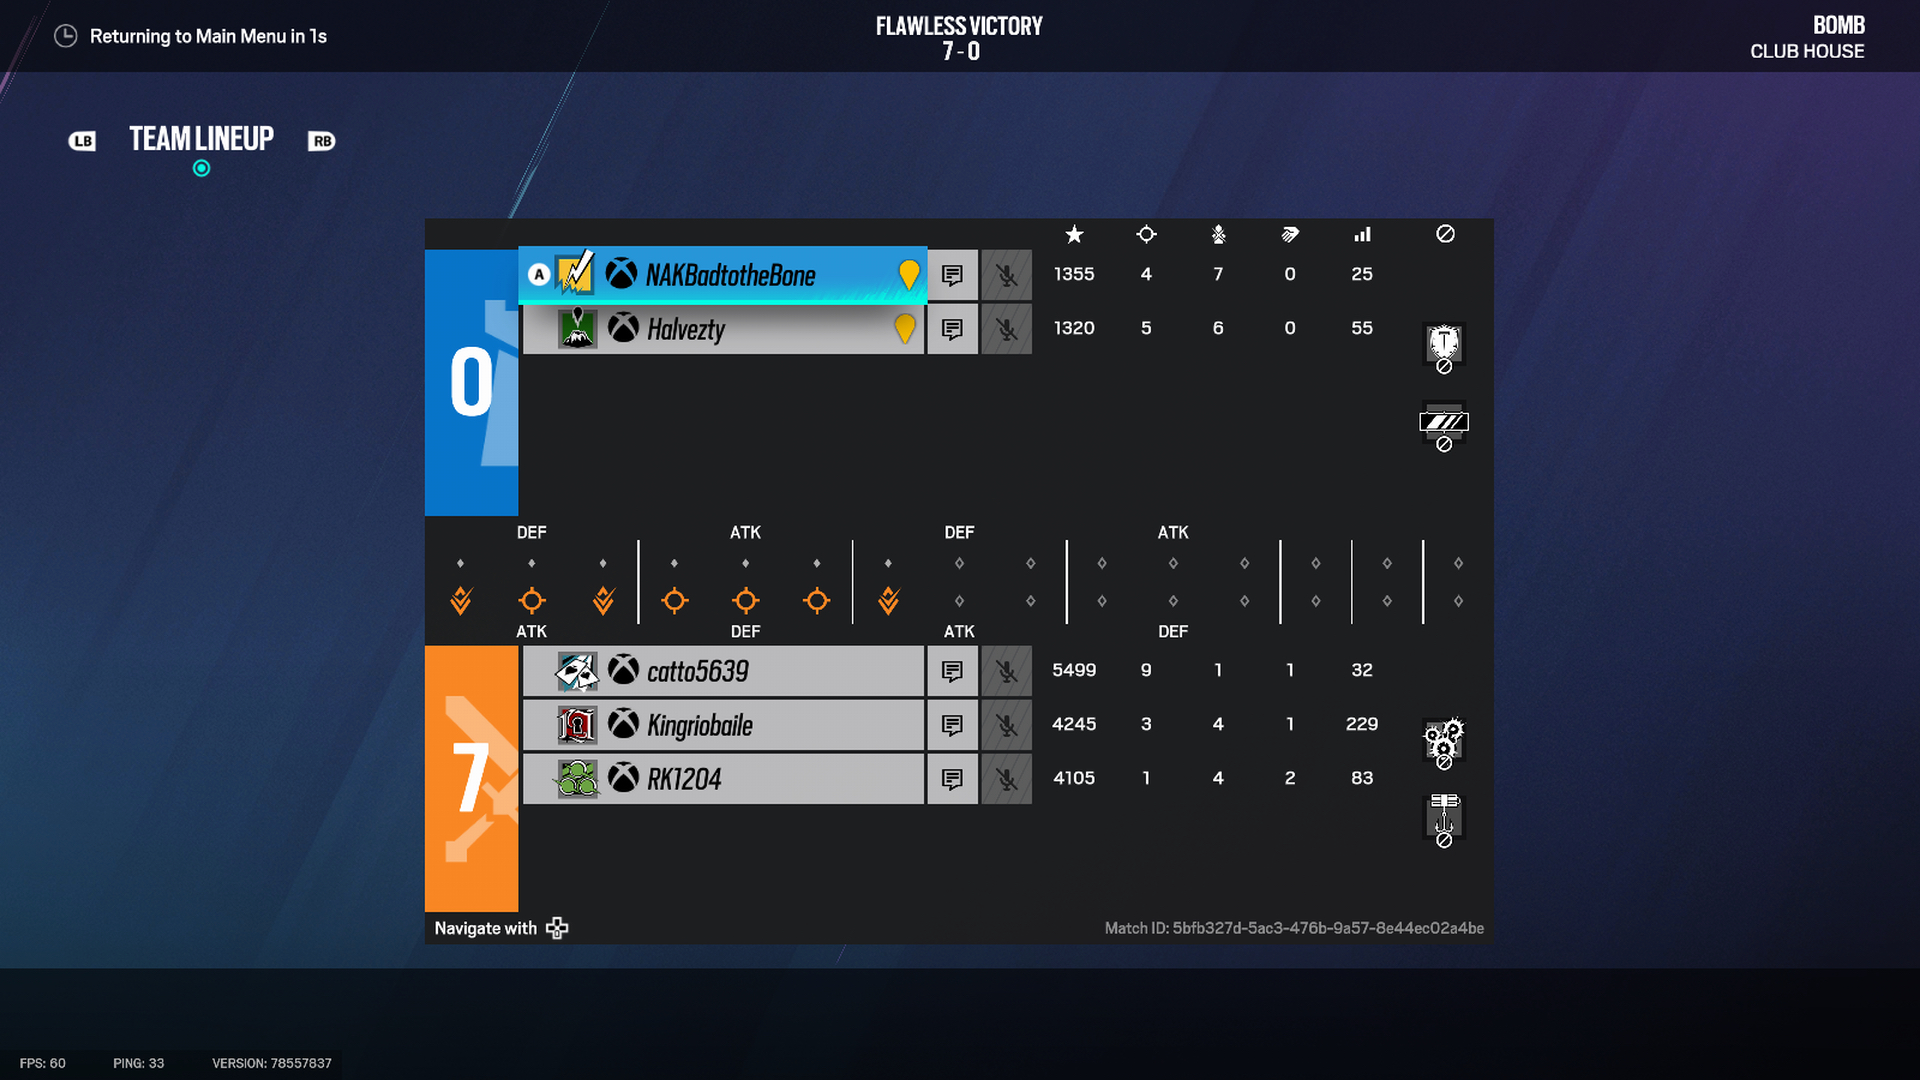 Returning to Main Menu in 1s
FLAWLESS VICTORY
7 - 0
BOMB
CLUB HOUSE
LB TEAM LINEUP RB
0
A NAKBadtotheBone 1355 4 7 0 25
Halvezty 1320 5 6 0 55
DEF ATK DEF ATK
ATK DEF ATK DEF
7
catto5639 5499 9 1 1 32
Kingriobaile 4245 3 4 1 229
RK1204 4105 1 4 2 83
Navigate with
Match ID: 5bfb327d-5ac3-476b-9a57-8e44ec02a4be
FPS: 60 PING: 33 VERSION: 78557837